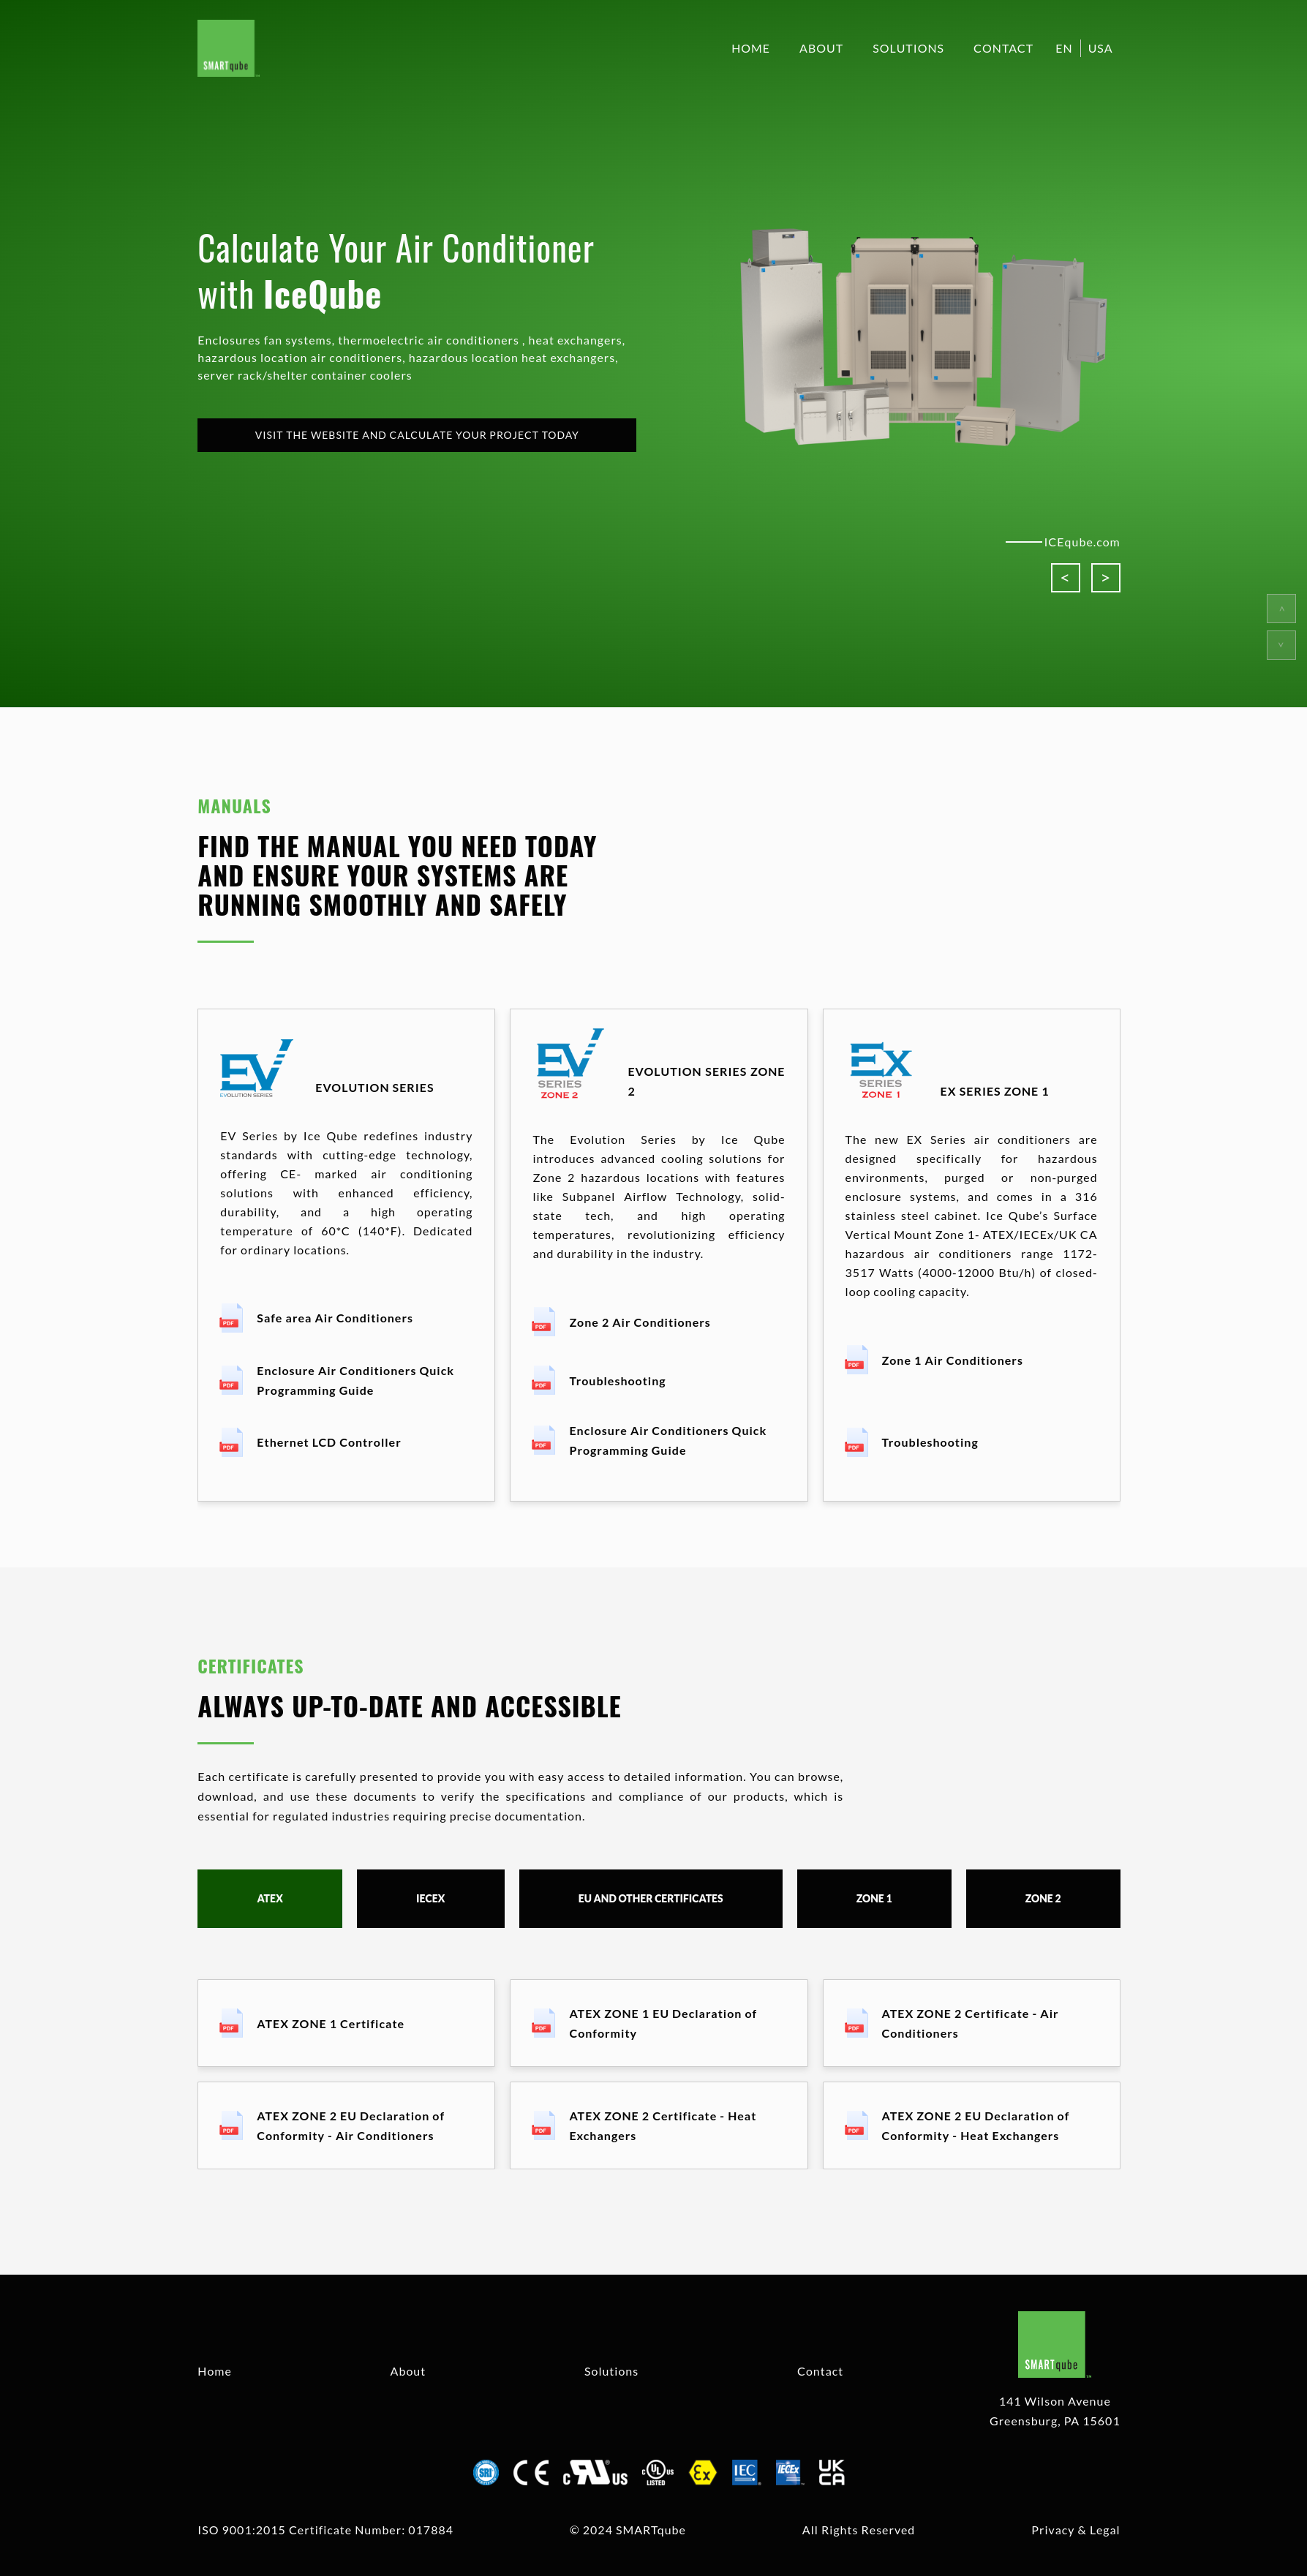 SMARTqube
HOME ABOUT SOLUTIONS CONTACT EN USA
Calculate Your Air Conditioner
with IceQube
Enclosures fan systems, thermoelectric air conditioners , heat exchangers,
hazardous location air conditioners, hazardous location heat exchangers,
server rack/shelter container coolers
VISIT THE WEBSITE AND CALCULATE YOUR PROJECT TODAY
ICEqube.com
< >
MANUALS
FIND THE MANUAL YOU NEED TODAY
AND ENSURE YOUR SYSTEMS ARE
RUNNING SMOOTHLY AND SAFELY
EV
EVOLUTION SERIES
EVOLUTION SERIES
EV Series by Ice Qube redefines industry
standards with cutting-edge technology,
offering CE- marked air conditioning
solutions with enhanced efficiency,
durability, and a high operating
temperature of 60*C (140*F). Dedicated
for ordinary locations.
PDF Safe area Air Conditioners
PDF Enclosure Air Conditioners Quick
Programming Guide
PDF Ethernet LCD Controller
EV
SERIES
ZONE 2
EVOLUTION SERIES ZONE
2
The Evolution Series by Ice Qube
introduces advanced cooling solutions for
Zone 2 hazardous locations with features
like Subpanel Airflow Technology, solid-
state tech, and high operating
temperatures, revolutionizing efficiency
and durability in the industry.
PDF Zone 2 Air Conditioners
PDF Troubleshooting
PDF Enclosure Air Conditioners Quick
Programming Guide
Ex
SERIES
ZONE 1
EX SERIES ZONE 1
The new EX Series air conditioners are
designed specifically for hazardous
environments, purged or non-purged
enclosure systems, and comes in a 316
stainless steel cabinet. Ice Qube's Surface
Vertical Mount Zone 1- ATEX/IECEx/UK CA
hazardous air conditioners range 1172-
3517 Watts (4000-12000 Btu/h) of closed-
loop cooling capacity.
PDF Zone 1 Air Conditioners
PDF Troubleshooting
CERTIFICATES
ALWAYS UP-TO-DATE AND ACCESSIBLE
Each certificate is carefully presented to provide you with easy access to detailed information. You can browse,
download, and use these documents to verify the specifications and compliance of our products, which is
essential for regulated industries requiring precise documentation.
ATEX IECEX EU AND OTHER CERTIFICATES ZONE 1 ZONE 2
PDF ATEX ZONE 1 Certificate
PDF ATEX ZONE 1 EU Declaration of
Conformity
PDF ATEX ZONE 2 Certificate - Air
Conditioners
PDF ATEX ZONE 2 EU Declaration of
Conformity - Air Conditioners
PDF ATEX ZONE 2 Certificate - Heat
Exchangers
PDF ATEX ZONE 2 EU Declaration of
Conformity - Heat Exchangers
Home About Solutions Contact
SMARTqube
141 Wilson Avenue
Greensburg, PA 15601
SRI CE c RU US c UL US LISTED Ex IEC IECEx UK CA
ISO 9001:2015 Certificate Number: 017884 © 2024 SMARTqube All Rights Reserved Privacy & Legal